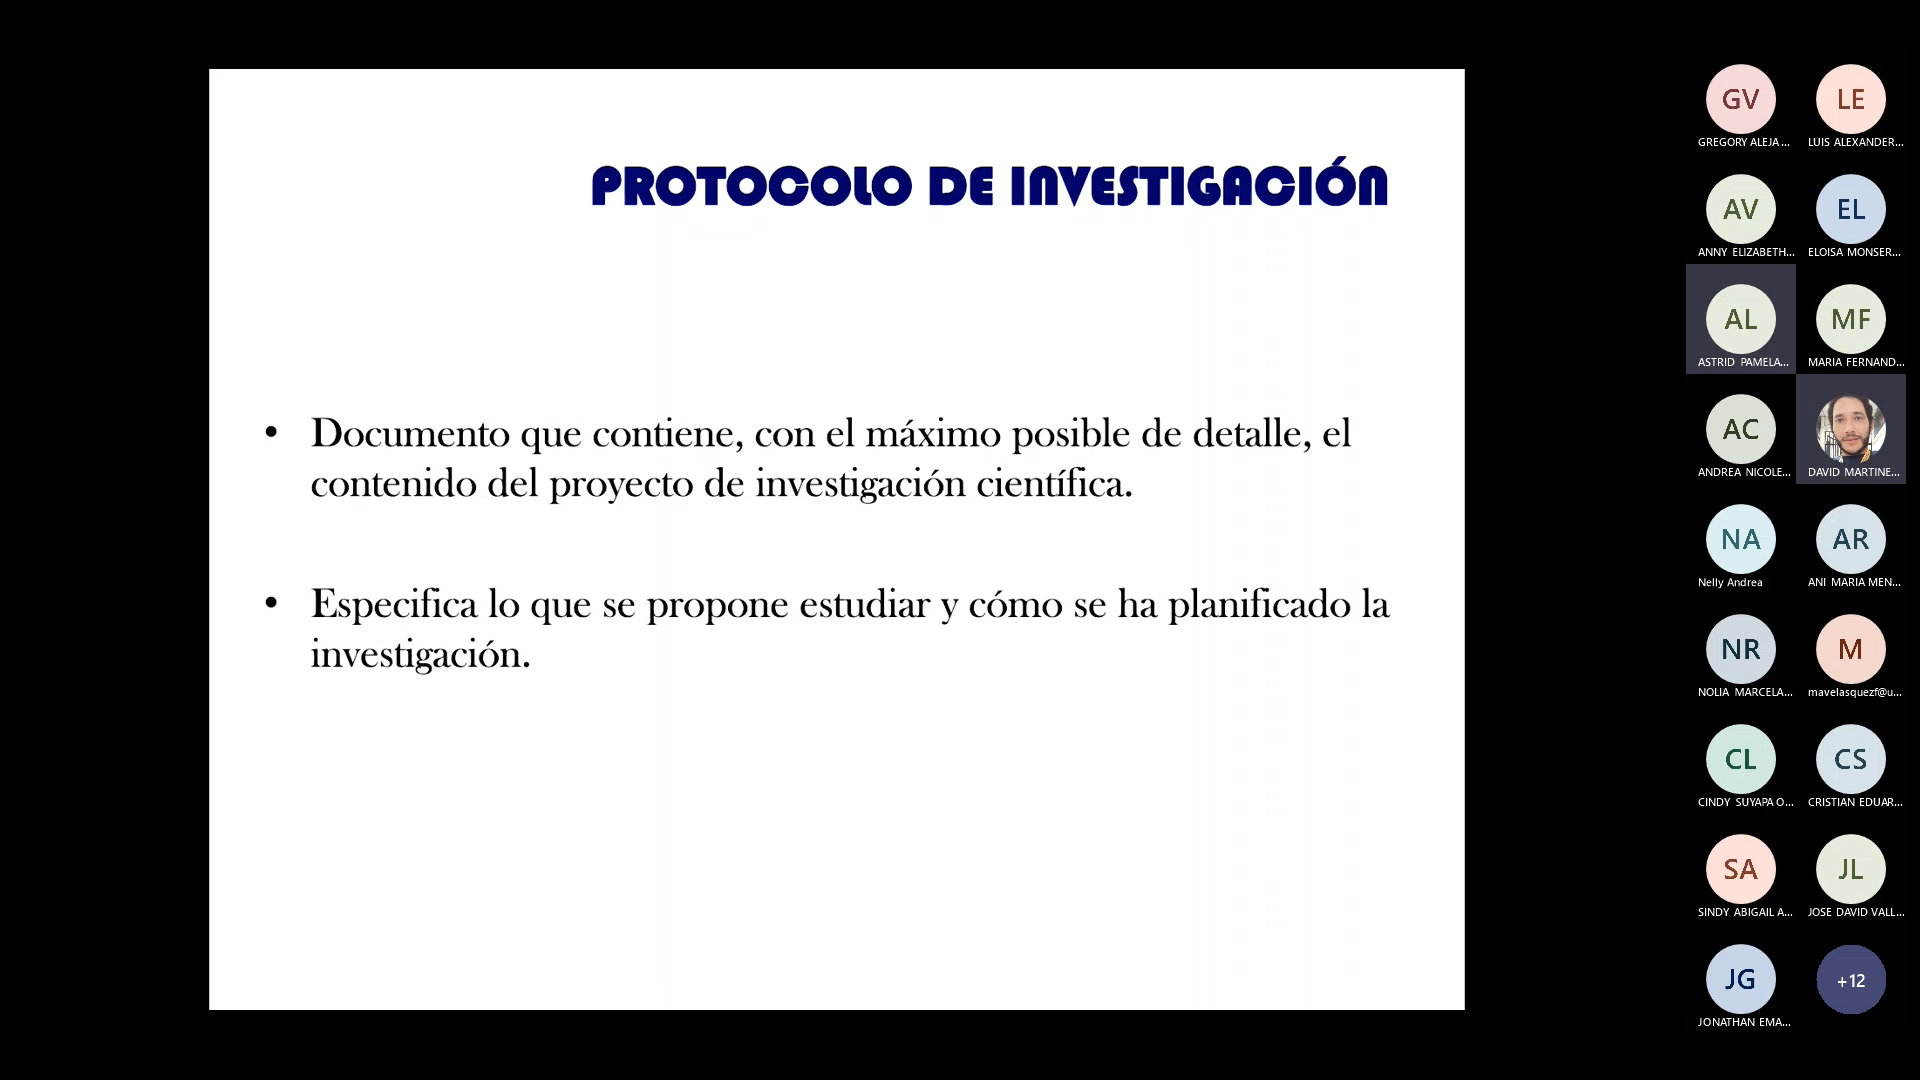 PROTOCOLO DE INVESTIGACIÓN
• Documento que contiene, con el máximo posible de detalle, el
contenido del proyecto de investigación científica.
• Especifica lo que se propone estudiar y cómo se ha planificado la
investigación.
GV
GREGORY ALEJA...
LE
LUIS ALEXANDER...
AV
ANNY ELIZABETH...
EL
ELOISA MONSER...
AL
ASTRID PAMELA...
MF
MARIA FERNAND...
AC
ANDREA NICOLE...
DAVID MARTINE...
NA
Nelly Andrea
AR
ANI MARIA MEN...
NR
NOLIA MARCELA...
M
mavelasquezf@u...
CL
CINDY SUYAPA O...
CS
CRISTIAN EDUAR...
SA
SINDY ABIGAIL A...
JL
JOSE DAVID VALL...
JG
JONATHAN EMA...
+12